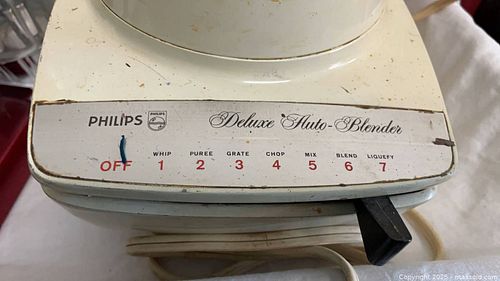 PHILIPS PHILIPS Deluxe Auto-Blender
WHIP PUREE GRATE CHOP MIX BLEND LIQUEFY
OFF 1 2 3 4 5 6 7
Copyright 2025 - maxsold.com